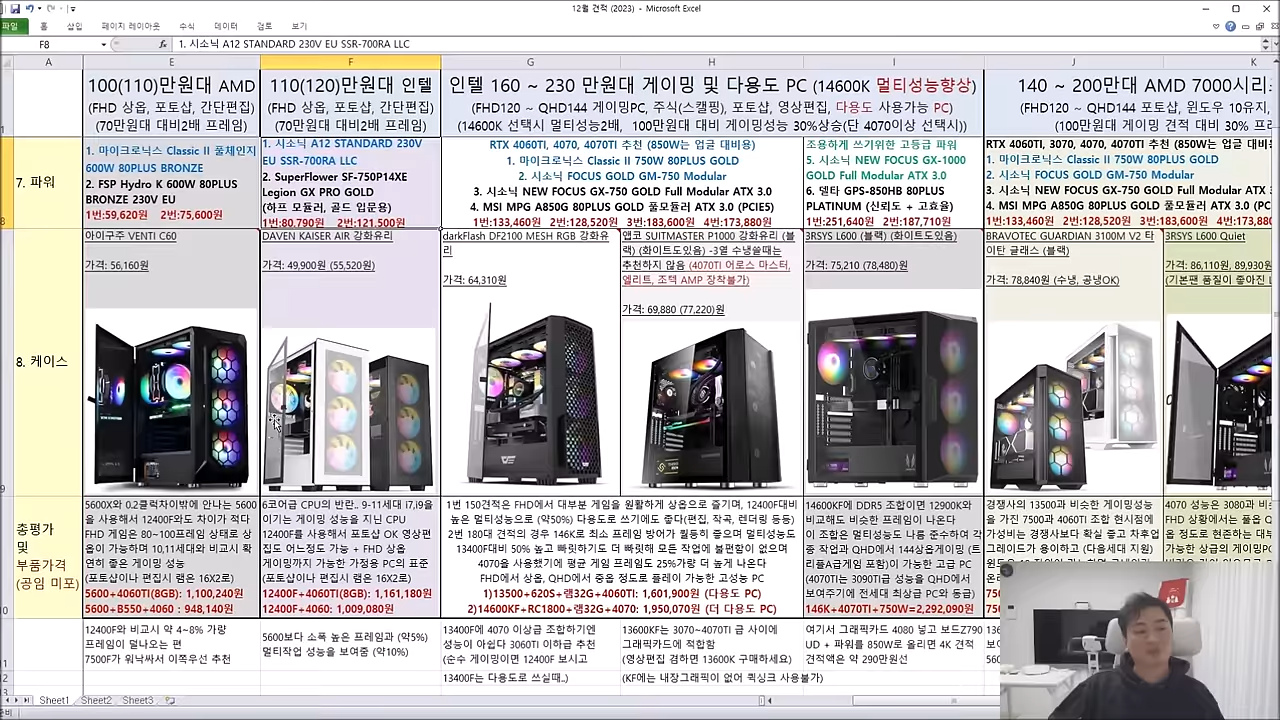 12월 견적 (2023) - Microsoft Excel
파일 홈 삽입 페이지 레이아웃 수식 데이터 검토 보기
F8 fx 1. 시소닉 A12 STANDARD 230V EU SSR-700RA LLC
A E F G H I J K
100(110)만원대 AMD
(FHD 상옵, 포토샵, 간단편집)
(70만원대 대비2배 프레임)
110(120)만원대 인텔
(FHD 상옵, 포토샵, 간단편집)
(70만원대 대비2배 프레임)
인텔 160 ~ 230 만원대 게이밍 및 다용도 PC (14600K 멀티성능향상)
(FHD120 ~ QHD144 게이밍PC, 주식(스캘핑), 포토샵, 영상편집, 다용도 사용가능 PC)
(14600K 선택시 멀티성능2배, 100만원대 대비 게이밍성능 30%상승(단 4070이상 선택시))
140 ~ 200만대 AMD 7000시리
(FHD120 ~ QHD144 포토샵, 윈도우 10유지,
(100만원대 게이밍 견적 대비 30% 프레
7. 파워
1. 마이크로닉스 Classic II 풀체인지
600W 80PLUS BRONZE
2. FSP Hydro K 600W 80PLUS
BRONZE 230V EU
1번:59,620원 2번:75,600원
1. 시소닉 A12 STANDARD 230V
EU SSR-700RA LLC
2. SuperFlower SF-750P14XE
Legion GX PRO GOLD
(하프 모듈러, 골드 입문용)
1번:80.790원 2번:121.500원
RTX 4060TI, 4070, 4070TI 추천 (850W는 업글 대비용)
1. 마이크로닉스 Classic II 750W 80PLUS GOLD
2. 시소닉 FOCUS GOLD GM-750 Modular
3. 시소닉 NEW FOCUS GX-750 GOLD Full Modular ATX 3.0
4. MSI MPG A850G 80PLUS GOLD 풀모듈러 ATX 3.0 (PCIE5)
1번:133,460원 2번:128,520원 3번:183,600원 4번:173,880원
조용하게 쓰기위한 고등급 파워
5. 시소닉 NEW FOCUS GX-1000
GOLD Full Modular ATX 3.0
6. 델타 GPS-850HB 80PLUS
PLATINUM (신뢰도 + 고효율)
1번:251,640원 2번:187,710원
RTX 4060TI, 3070, 4070 추천 (850W는 업
1. 마이크로닉스 Classic II 750W 80PLUS GOLD
2. 시소닉 FOCUS GOLD GM-750 Modular
3. 시소닉 NEW FOCUS GX-750 GOLD Full Modular ATX
4. MSI MPG A850G 80PLUS GOLD 풀모듈러 ATX 3.0 (
1번:133,460원 2번:128,520원 3번:183,600원 4번:173,880
8. 케이스
아이구주 VENTI C60
가격: 56,160원
DAVEN KAISER AIR 강화유리
가격: 49,900원 (55,520원)
darkFlash DF2100 MESH RGB 강화유
리
가격: 64,310원
앱코 SUITMASTER P1000 강화유리 (블
랙) (화이트도있음) -3열 수냉쓸때는
추천하지 않음 (4070TI 어로스 마스터,
엘리트, 조텍 AMP 장착불가)
가격: 69,880 (77,220)원
3RSYS L600 (블랙) (화이트도있음)
가격: 75,210 (78,480)원
BRAVOTEC GUARDIAN 3100M V2 타
이탄 글래스 (블랙)
가격: 78,840원 (수냉, 공냉OK)
3RSYS L600 Quiet
가격: 86,110원, 89,930원
(기본팬 품질이 좋아진 L
총평가
및
부품가격
(공임 미포)
5600X와 0.2클럭차이밖에 안나는 5600
을 사용해서 12400F와도 차이가 적다
FHD 게임은 80~100프레임 상태로 상
옵이 가능하며 10,11세대와 비교시 확
연히 좋은 게이밍 성능
(포토샵이나 편집시 램은 16X2로)
5600+4060TI(8GB): 1,100,240원
5600+B550+4060 : 948,140원
6코어급 CPU의 반란.. 9-11세대 i7,i9을
이기는 게이밍 성능을 지닌 CPU
12400F를 사용해서 포토샵 OK 영상편
집도 어느정도 가능 + FHD 상옵
게이밍까지 가능한 가정용 PC의 표준
(포토샵이나 편집시 램은 16X2로)
12400F+4060TI(8GB): 1,161,180원
12400F+4060: 1,009,080원
1번 150견적은 FHD에서 대부분 게임을 원활하게 상옵으로 즐기며, 12400F대비
높은 멀티성능으로 (약50%) 다용도로 쓰기에도 좋다(편집, 작곡, 렌더링 등등)
2번 180대 견적의 경우 146K로 최소 프레임 방어가 월등히 좋으며 멀티성능도
13400F대비 50% 높고 빠릿하기도 더 빠릿해 모든 작업에 불편함이 없으며
4070을 사용했기에 평균 게임 프레임도 25%가량 더 높게 나온다
FHD에서 상옵, QHD에서 중옵 정도로 플레이 가능한 고성능 PC
1)13500+620S+램32G+4060TI: 1,601,900원 (다용도 PC)
2)14600KF+RC1800+램32G+4070: 1,950,070원 (더 다용도 PC)
14600KF에 DDR5 조합이면 12900K와
비교해도 비슷한 프레임이 나온다
이 조합은 멀티성능도 나름 준수하여 각
종 작업과 QHD에서 144상옵게이밍 (트
리플A급게임 포함)이 가능한 고급 PC
(4070TI는 3090TI급 성능을 QHD에서
보여주기에 전세대 최상급 PC와 동급)
146K+4070TI+750W=2,292,090원
경쟁사의 13500과 비슷한 게이밍성능
을 가진 7500과 4060TI 조합 현시점에
가성비는 경쟁사보다 확실 좋고 차후업
그레이드가 용이하고 (다음세대 지원)
4070 성능은 3080과 비
FHD 상황에서는 풀옵 Q
정도로 현존하는 대부
가능한 상급의 게이밍PC
12400F와 비교시 약 4~8% 가량
프레임이 덜나오는 편
7500F가 워낙싸서 이쪽우선 추천
5600보다 소폭 높은 프레임과 (약5%)
멀티작업 성능을 보여줌 (약10%)
13400F에 4070 이상급 조합하기엔
성능이 아쉽다 3060TI 이하급 추천
(순수 게이밍이면 12400F 보시고
13400F는 다용도로 쓰실때..)
13600KF는 3070~4070TI 급 사이에
그래픽카드에 적합함
(영상편집 겸하면 13600K 구매하세요)
(KF에는 내장그래픽이 없어 퀵싱크 사용불가)
여기서 그래픽카드 4080 넣고 보드Z790
UD + 파워를 850W로 올리면 4K 견적
견적액은 약 290만원선
Sheet1 Sheet2 Sheet3